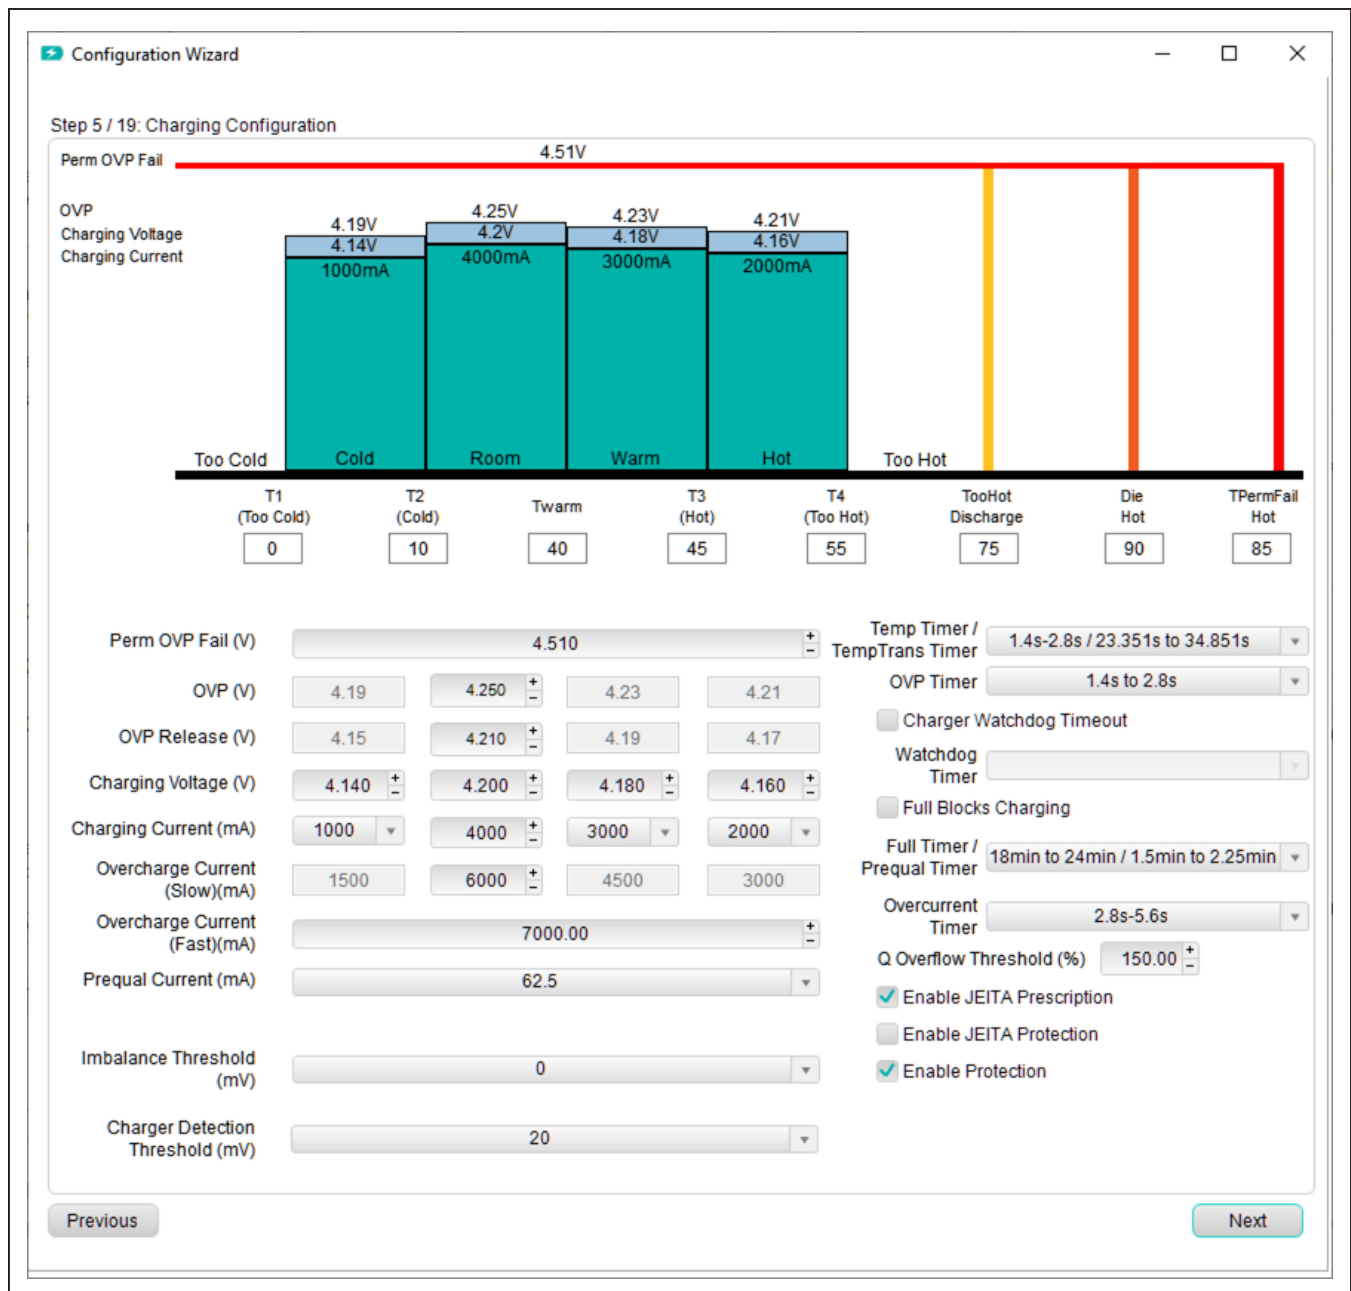 Configuration Wizard
Step 5 / 19: Charging Configuration
Perm OVP Fail
4.51V
OVP
Charging Voltage
Charging Current
4.19V
4.14V
1000mA
4.25V
4.2V
4000mA
4.23V
4.18V
3000mA
4.21V
4.16V
2000mA
Too Cold
Cold
Room
Warm
Hot
Too Hot
T1
(Too Cold)
T2
(Cold)
Twarm
T3
(Hot)
T4
(Too Hot)
TooHot
Discharge
Die
Hot
TPermFail
Hot
0
10
40
45
55
75
90
85
Perm OVP Fail (V)
4.510
+
−
OVP (V)
4.19
4.250
+
−
4.23
4.21
OVP Release (V)
4.15
4.210
+
−
4.19
4.17
Charging Voltage (V)
4.140
+
−
4.200
+
−
4.180
+
−
4.160
+
−
Charging Current (mA)
1000
4000
+
−
3000
2000
Overcharge Current
(Slow)(mA)
1500
6000
+
−
4500
3000
Overcharge Current
(Fast)(mA)
7000.00
+
−
Prequal Current (mA)
62.5
Imbalance Threshold
(mV)
0
Charger Detection
Threshold (mV)
20
Temp Timer /
TempTrans Timer
1.4s-2.8s / 23.351s to 34.851s
OVP Timer
1.4s to 2.8s
Charger Watchdog Timeout
Watchdog
Timer
Full Blocks Charging
Full Timer /
Prequal Timer
18min to 24min / 1.5min to 2.25min
Overcurrent
Timer
2.8s-5.6s
Q Overflow Threshold (%)
150.00
+
−
Enable JEITA Prescription
Enable JEITA Protection
Enable Protection
Previous
Next